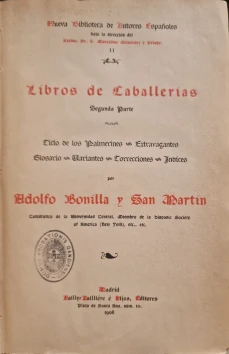 Nueva Biblioteca de Autores Españoles
bajo la dirección del
Excmo. Sr. D. Marcelino Menéndez y Pelayo
11
Libros de Caballerías
Segunda Parte
Ciclo de los Palmerines Extravagantes
Glosario Variantes Correcciones Indices
por
Adolfo Bonilla y San Martín
Catedrático de la Universidad Central, Miembro de la Hispanic Society
of America (New York), etc., etc.
Madrid
Bailly-Baillière é Hijos, Editores
Plaza de Santa Ana, núm. 10.
1908